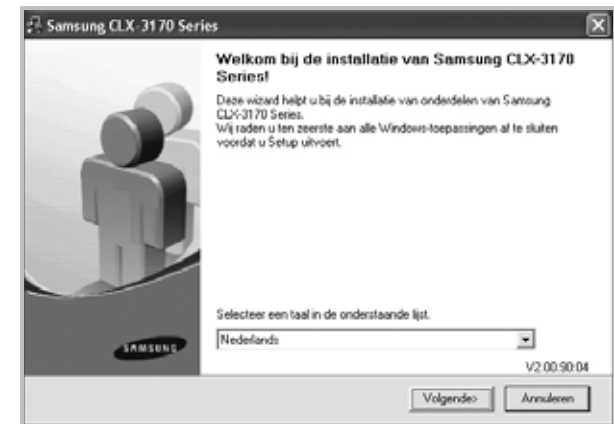 Samsung CLX-3170 Series
Welkom bij de installatie van Samsung CLX-3170
Series!
Deze wizard helpt u bij de installatie van onderdelen van Samsung
CLX-3170 Series.
Wij raden u ten zeerste aan alle Windows-toepassingen af te sluiten
voordat u Setup uitvoert.
Selecteer een taal in de onderstaande lijst.
Nederlands
SAMSUNG
V2.00.90:04
Volgende>
Annuleren